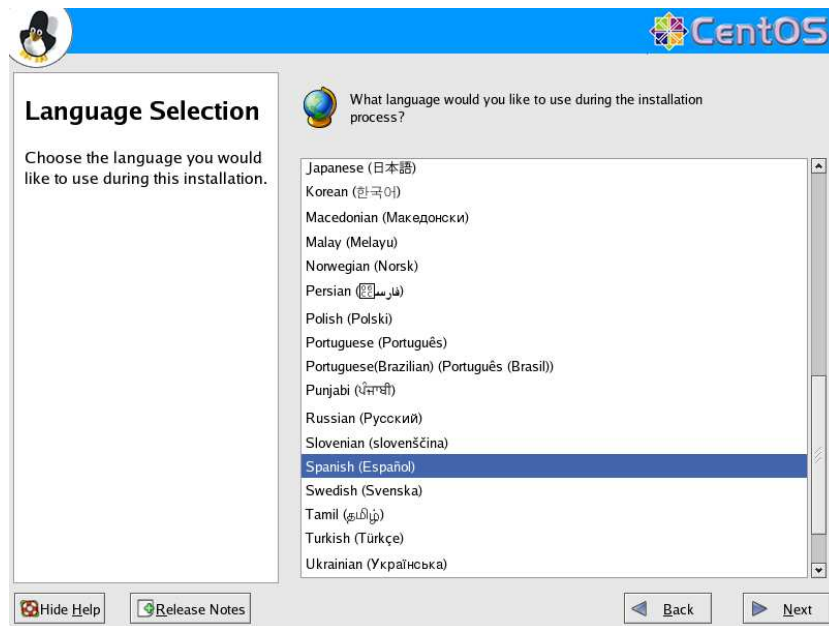 CentOS
Language Selection
Choose the language you would
like to use during this installation.
What language would you like to use during the installation
process?
Japanese (日本語)
Korean (한국어)
Macedonian (Македонски)
Malay (Melayu)
Norwegian (Norsk)
Persian (فارس)
Polish (Polski)
Portuguese (Português)
Portuguese(Brazilian) (Português (Brasil))
Punjabi (ਪੰਜਾਬੀ)
Russian (Русский)
Slovenian (slovenščina)
Spanish (Español)
Swedish (Svenska)
Tamil (தமிழ்)
Turkish (Türkçe)
Ukrainian (Українська)
Hide Help
Release Notes
Back
Next